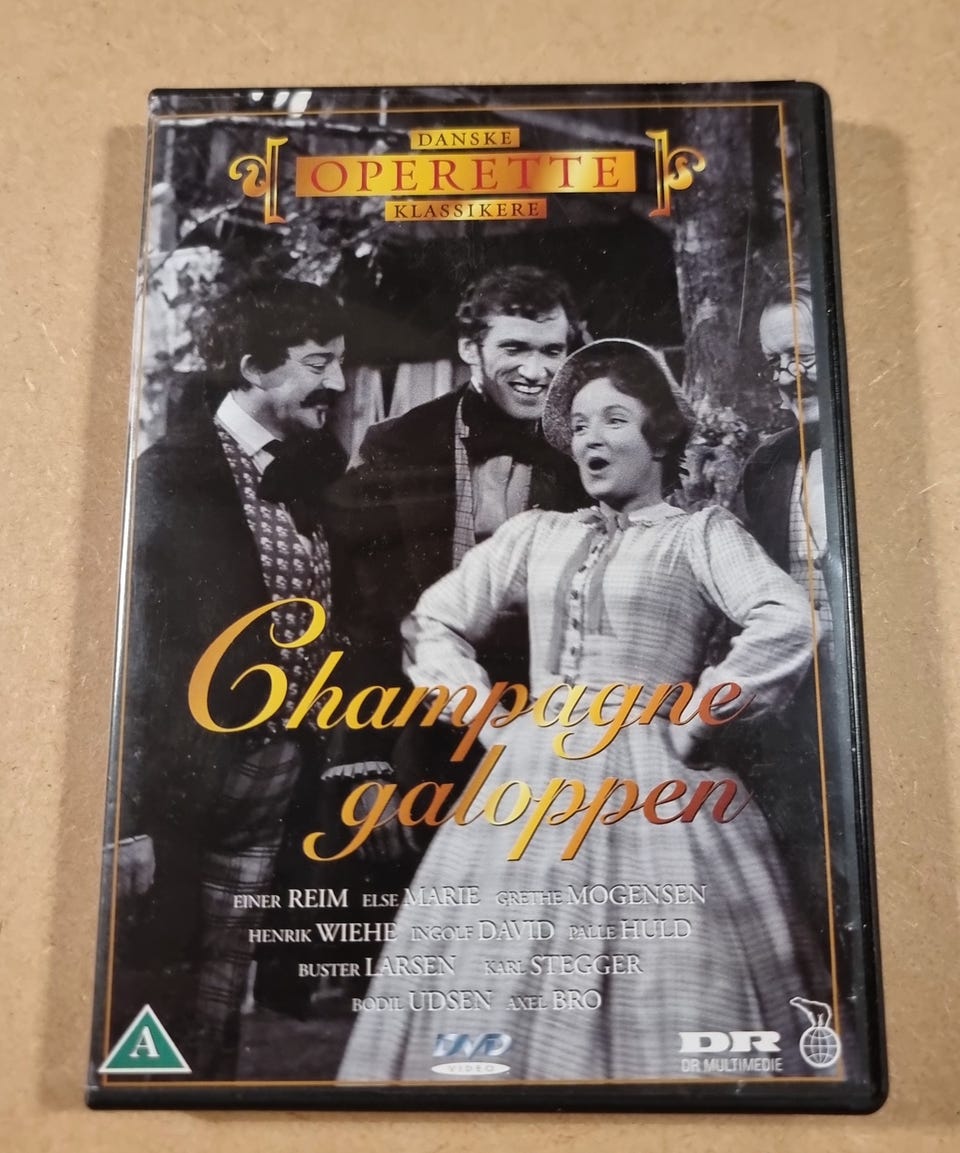 DANSKE
OPERETTE
KLASSIKERE
Champagne
galoppen
EINER REIM ELSE MARIE GRETHE MOGENSEN
HENRIK WIEHE INGOLF DAVID PALLE HULD
BUSTER LARSEN KARL STEGGER
BODIL UDSEN AXEL BRO
A
DVD
VIDEO
DR
DR MULTIMEDIE